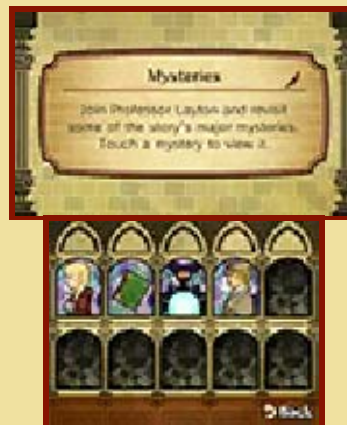 Mysteries
Join Professor Layton and revisit
some of the story's major mysteries.
Touch a mystery to view it.
Back